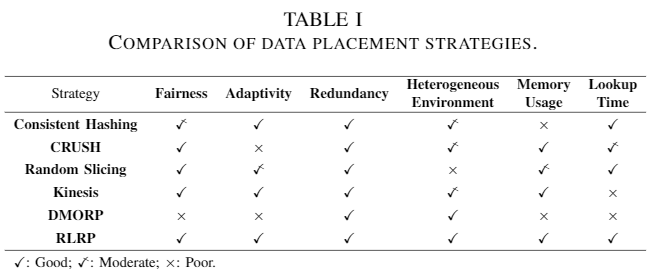 TABLE I
COMPARISON OF DATA PLACEMENT STRATEGIES.
Strategy Fairness Adaptivity Redundancy Heterogeneous Environment Memory Usage Lookup Time
Consistent Hashing ✓̶ ✓ ✓ ✓̶ × ✓
CRUSH ✓ × ✓ ✓̶ ✓ ✓̶
Random Slicing ✓ ✓̶ ✓ × ✓̶ ✓
Kinesis ✓ ✓ ✓ ✓̶ ✓ ×
DMORP × × ✓ ✓ × ×
RLRP ✓ ✓ ✓ ✓ ✓ ✓
✓: Good; ✓̶: Moderate; ×: Poor.